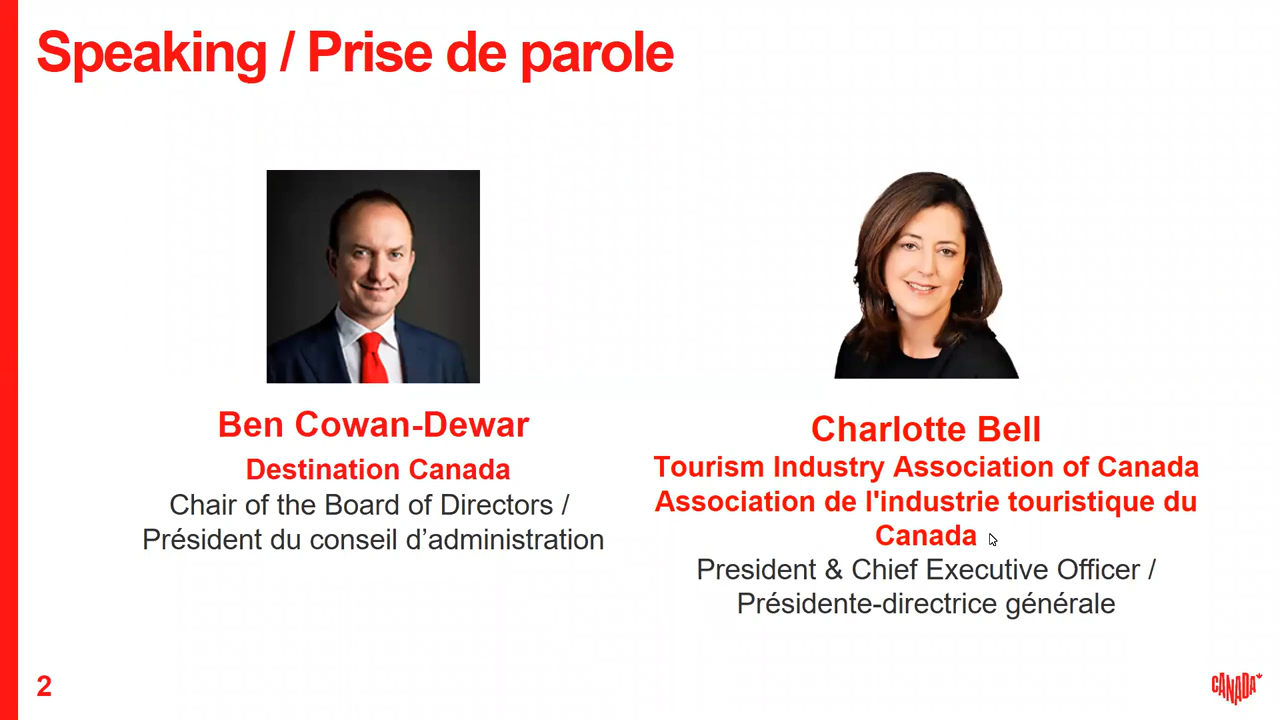 Speaking / Prise de parole
Ben Cowan-Dewar
Destination Canada
Chair of the Board of Directors /
Président du conseil d’administration
Charlotte Bell
Tourism Industry Association of Canada
Association de l'industrie touristique du
Canada
President & Chief Executive Officer /
Présidente-directrice générale
2
CANADA